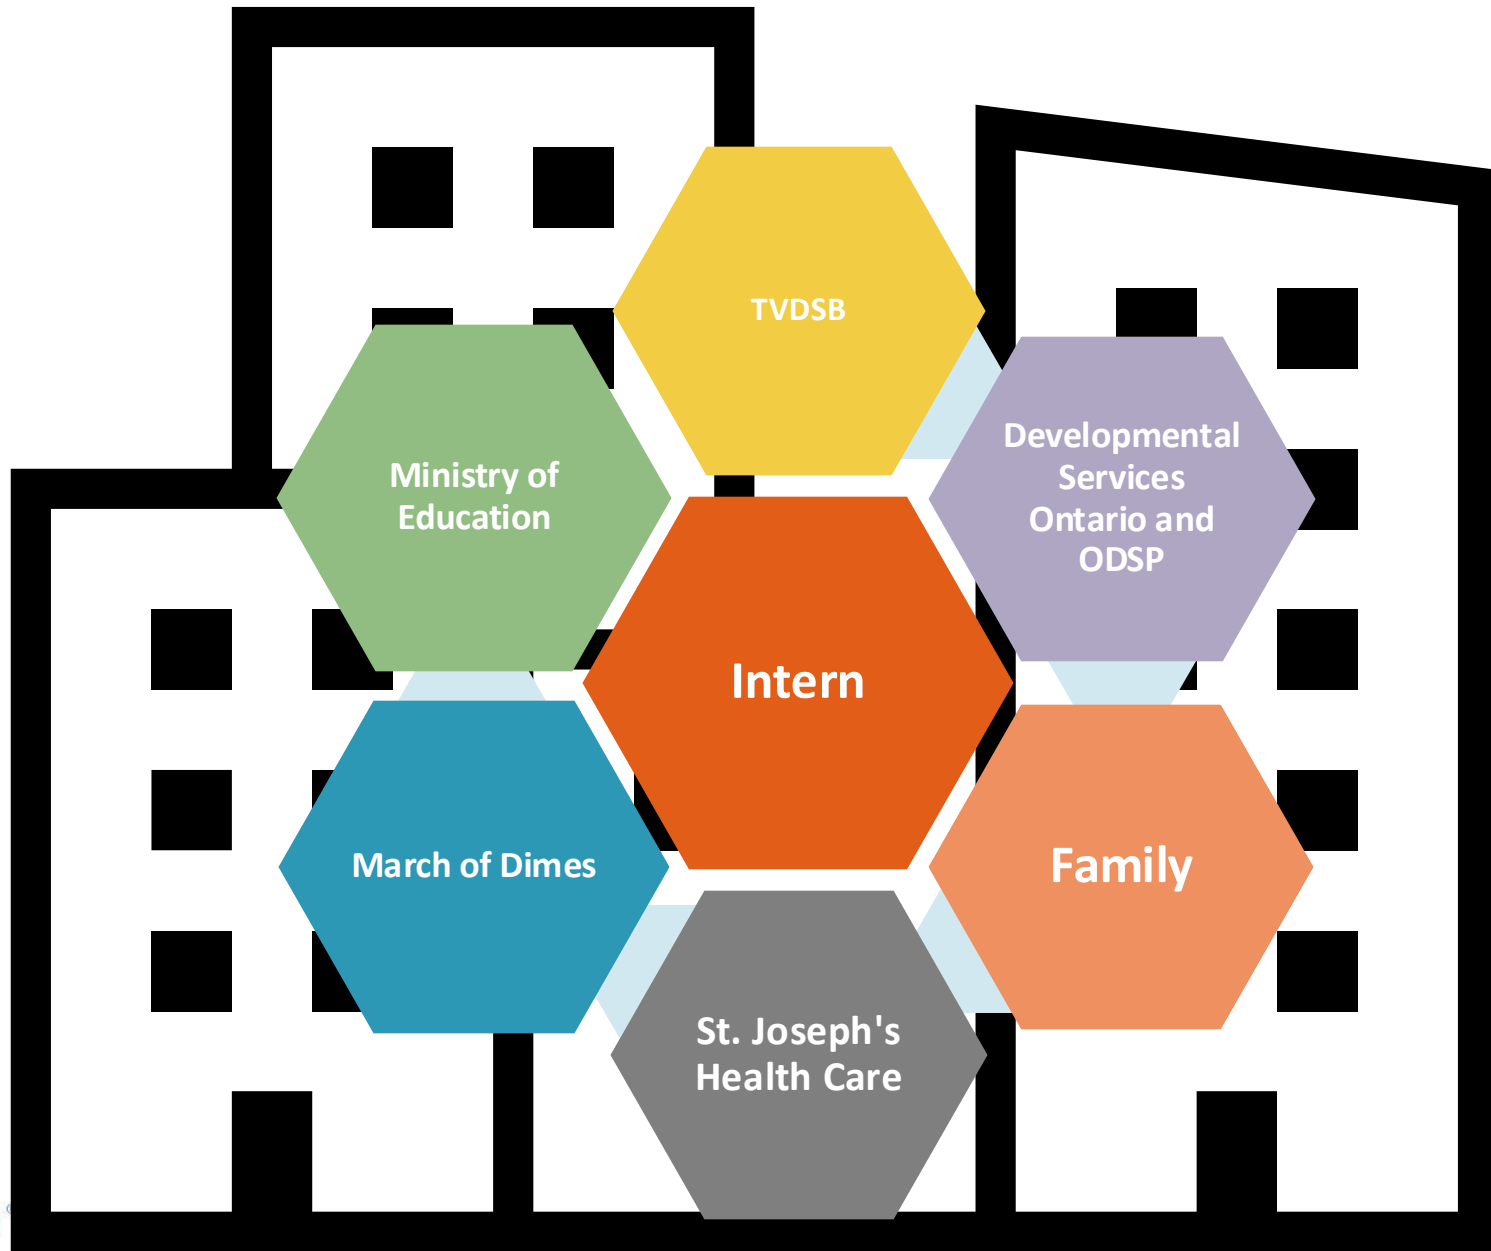 TVDSB
Ministry of
Education
Developmental
Services
Ontario and
ODSP
Intern
March of Dimes
Family
St. Joseph's
Health Care